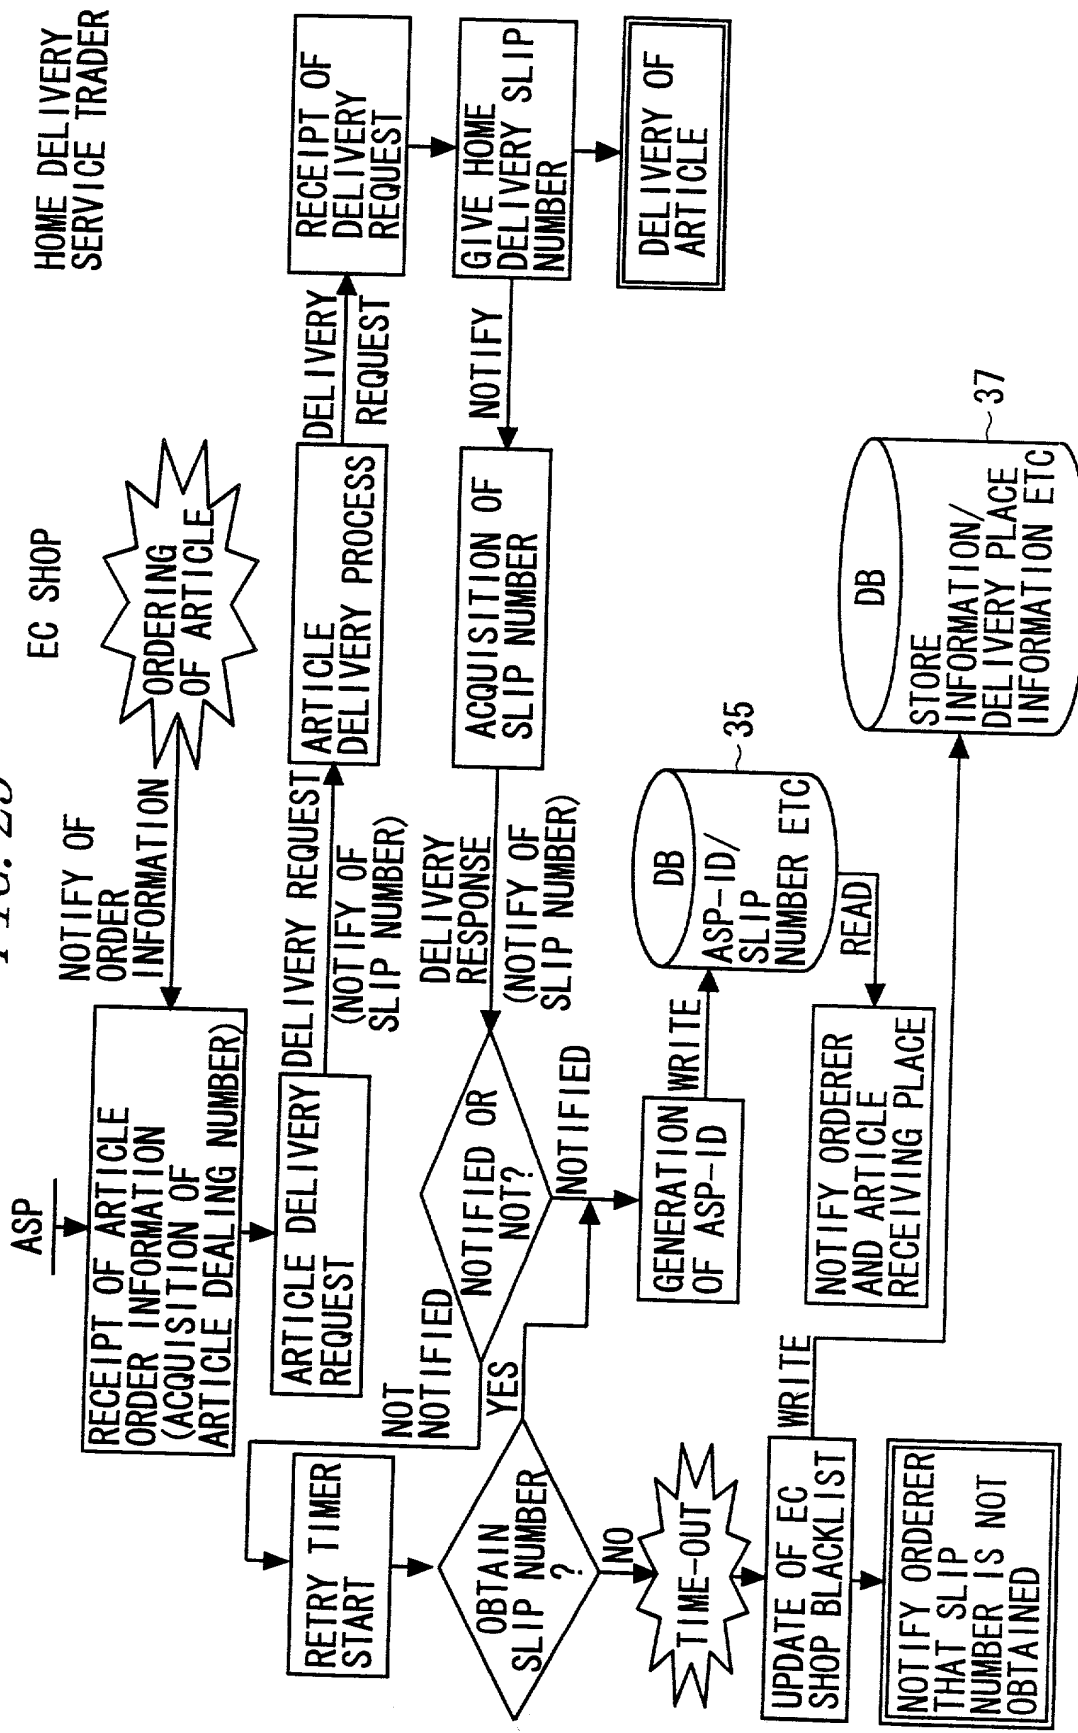 FIG. 29
ASP
EC SHOP
HOME DELIVERY
SERVICE TRADER
ORDERING
OF ARTICLE
NOTIFY OF
ORDER
INFORMATION
RECEIPT OF ARTICLE
ORDER INFORMATION
(ACQUISITION OF
ARTICLE DEALING NUMBER)
ARTICLE DELIVERY
REQUEST
DELIVERY REQUEST
(NOTIFY OF
SLIP NUMBER)
ARTICLE
DELIVERY PROCESS
DELIVERY
REQUEST
RECEIPT OF
DELIVERY
REQUEST
GIVE HOME
DELIVERY SLIP
NUMBER
DELIVERY OF
ARTICLE
NOTIFY
ACQUISITION OF
SLIP NUMBER
DELIVERY
RESPONSE
(NOTIFY OF
SLIP NUMBER)
NOTIFIED OR
NOT?
NOT
NOTIFIED
NOTIFIED
RETRY TIMER
START
OBTAIN
SLIP NUMBER
?
YES
NO
GENERATION
OF ASP-ID
WRITE
DB
ASP-ID/
SLIP
NUMBER ETC
35
READ
NOTIFY ORDERER
AND ARTICLE
RECEIVING PLACE
TIME-OUT
UPDATE OF EC
SHOP BLACKLIST
WRITE
DB
STORE
INFORMATION/
DELIVERY PLACE
INFORMATION ETC
37
NOTIFY ORDERER
THAT SLIP
NUMBER IS NOT
OBTAINED